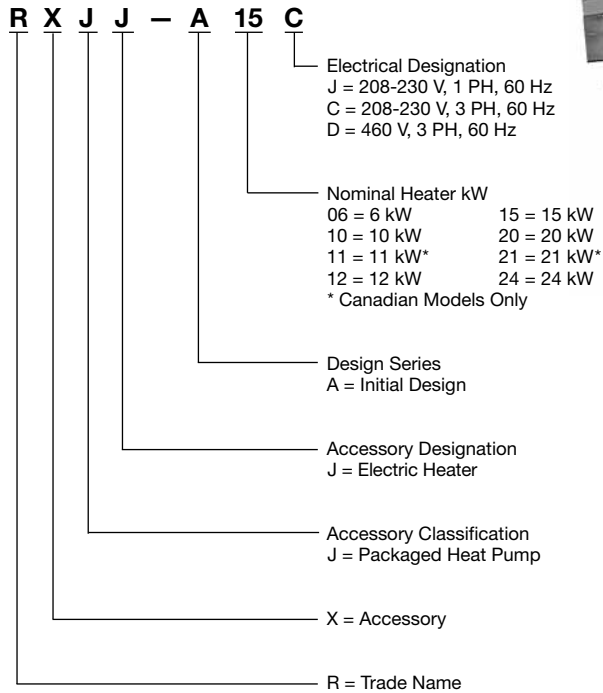 R X J J – A 15 C
Electrical Designation
J = 208-230 V, 1 PH, 60 Hz
C = 208-230 V, 3 PH, 60 Hz
D = 460 V, 3 PH, 60 Hz
Nominal Heater kW
06 = 6 kW 15 = 15 kW
10 = 10 kW 20 = 20 kW
11 = 11 kW* 21 = 21 kW*
12 = 12 kW 24 = 24 kW
* Canadian Models Only
Design Series
A = Initial Design
Accessory Designation
J = Electric Heater
Accessory Classification
J = Packaged Heat Pump
X = Accessory
R = Trade Name